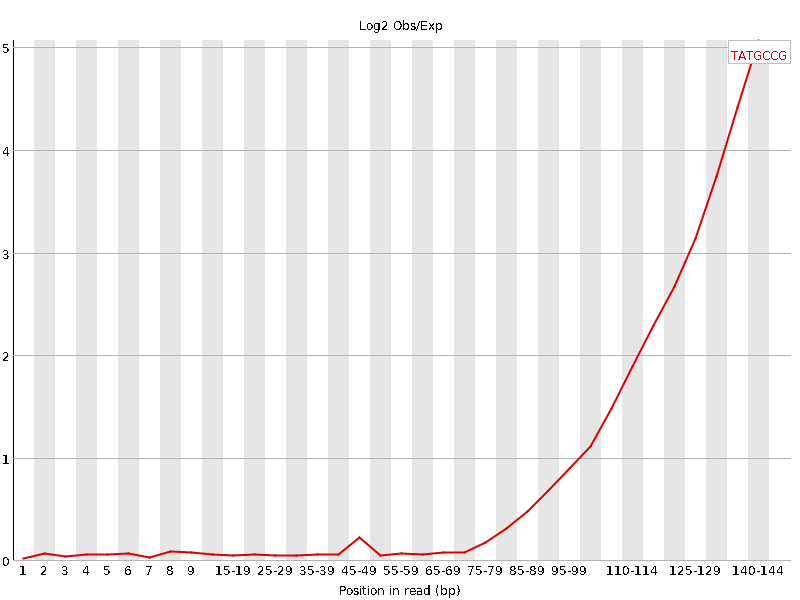 Log2 Obs/Exp
TATGCCG
5
4
3
2
1
0
1 2 3 4 5 6 7 8 9 15-19 25-29 35-39 45-49 55-59 65-69 75-79 85-89 95-99 110-114 125-129 140-144
Position in read (bp)